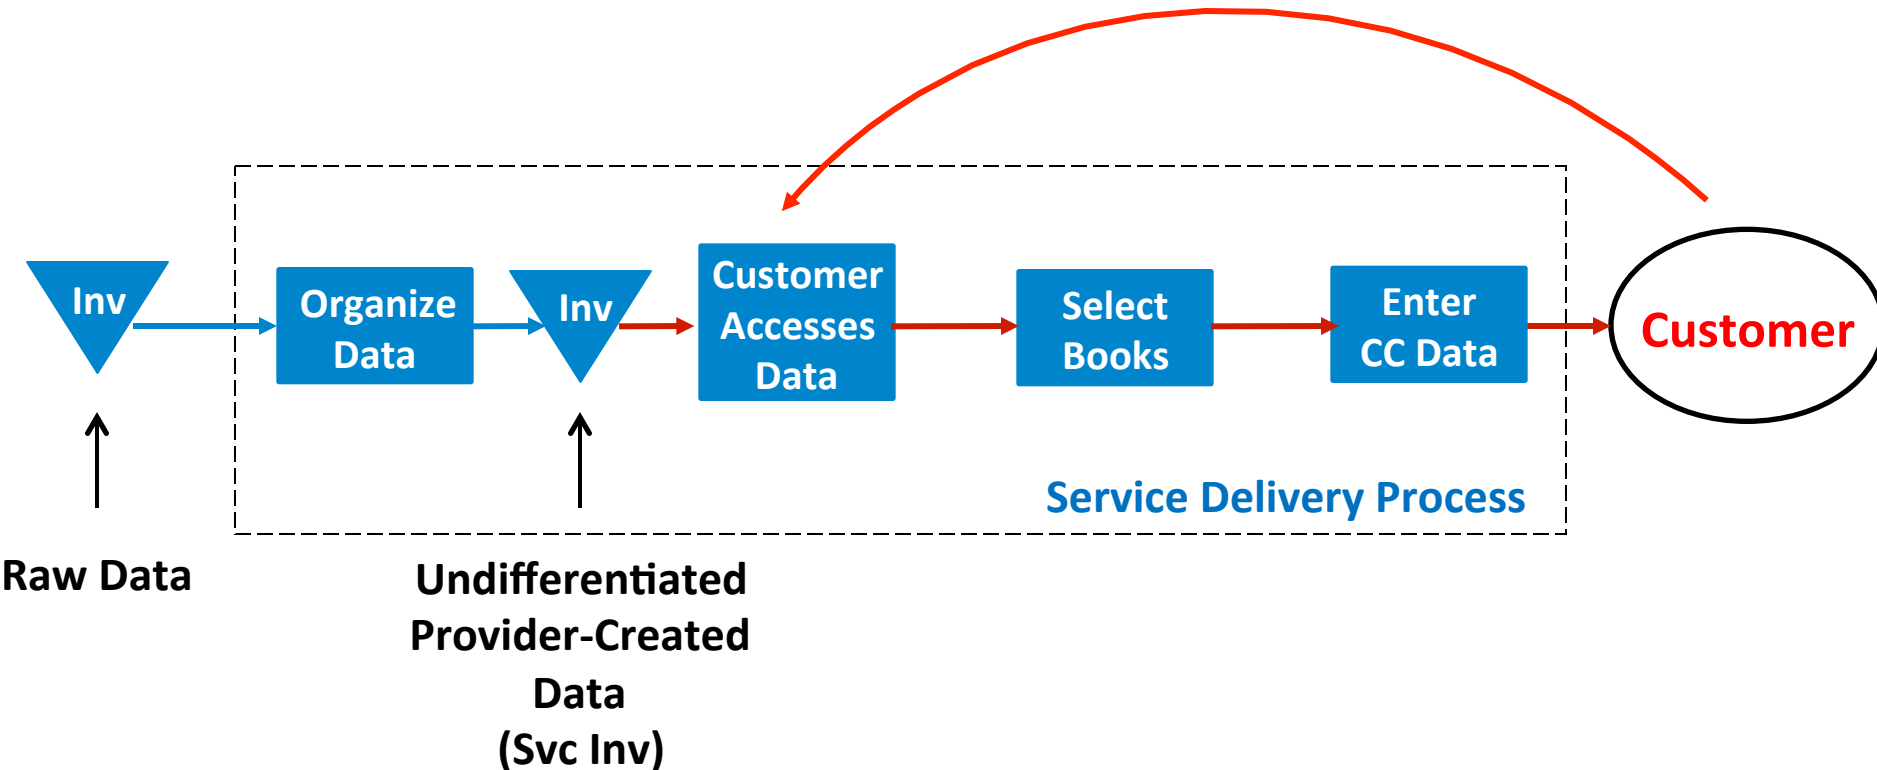 Inv
Organize
Data
Inv
Customer
Accesses
Data
Select
Books
Enter
CC Data
Customer
Service Delivery Process
Raw Data
Undifferentiated
Provider-Created
Data
(Svc Inv)